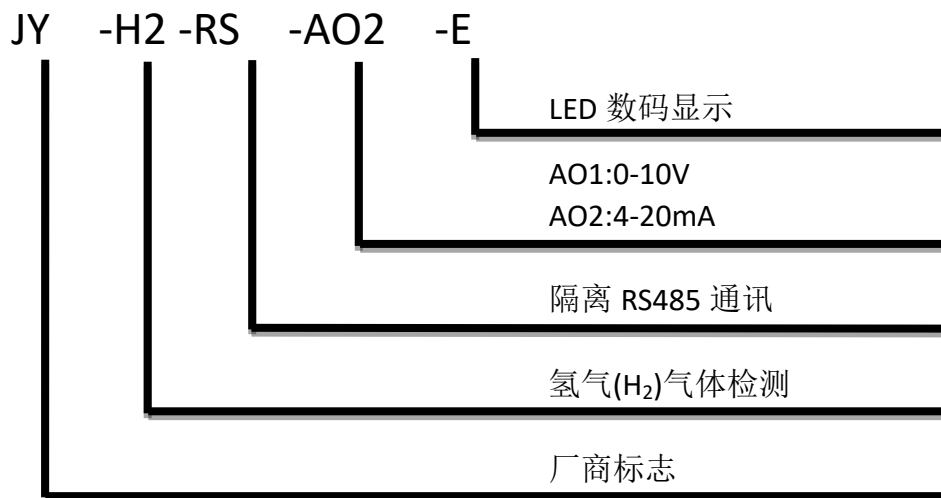 JY -H2 -RS -AO2 -E
LED 数码显示
AO1:0-10V
AO2:4-20mA
隔离 RS485 通讯
氢气(H₂)气体检测
厂商标志